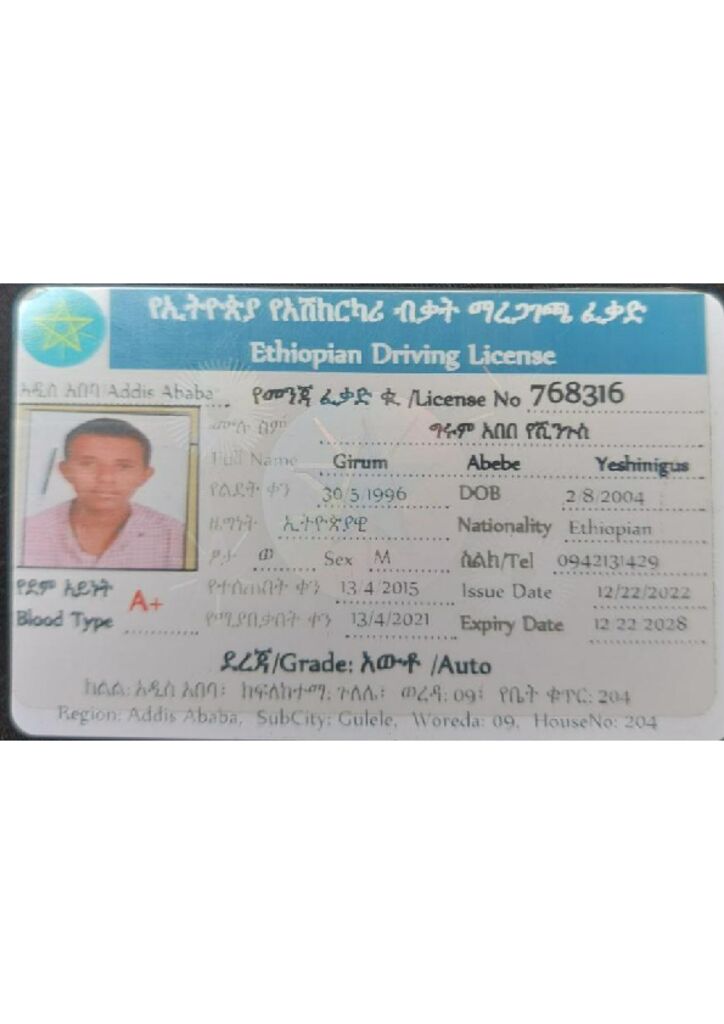 የኢትዮጵያ የአሽከርካሪ ብቃት ማረጋገጫ ፈቃድ
Ethiopian Driving License
አዲስ አበባ Addis Ababa የመንጃ ፈቃድ ቁ /License No 768316
ሙሉ ስም ግሩም አበበ የሺንጉስ
Full Name Girum Abebe Yeshinigus
የልደት ቀን 30/5/1996 DOB 2/8/2004
ዜግነት ኢትዮጵያዊ Nationality Ethiopian
ፆታ ወ Sex M ስልክ/Tel 0942131429
የደም አይነት A+ የተሰጠበት ቀን 13/4/2015 Issue Date 12/22/2022
Blood Type የሚያበቃበት ቀን 13/4/2021 Expiry Date 12/22/2028
ደረጃ/Grade: አውቶ /Auto
ክልል: አዲስ አበባ፣ ክፍለከተማ: ጉለሌ፣ ወረዳ: 09፣ የቤት ቁጥር: 204
Region: Addis Ababa, SubCity: Gulele, Woreda: 09, HouseNo: 204